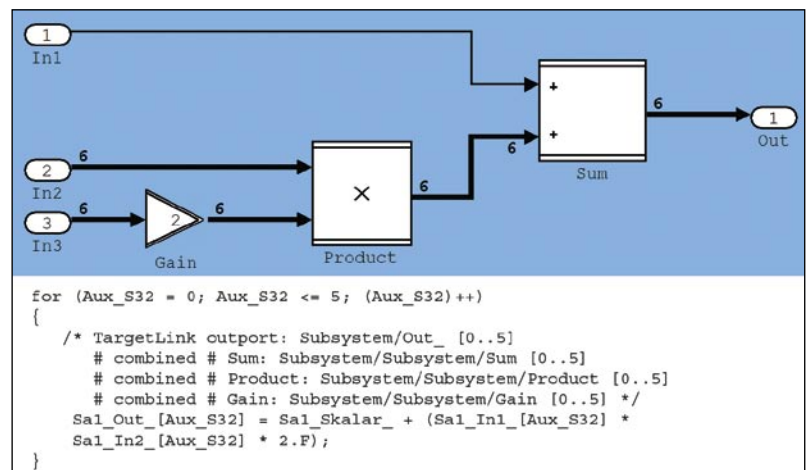 1
In1
+
6
1
Out
+
6
Sum
6
2
In2
×
6
6
3
In3
2
6
Gain
Product
for (Aux_S32 = 0; Aux_S32 <= 5; (Aux_S32)++)
{
/* TargetLink outport: Subsystem/Out_ [0..5]
# combined # Sum: Subsystem/Subsystem/Sum [0..5]
# combined # Product: Subsystem/Subsystem/Product [0..5]
# combined # Gain: Subsystem/Subsystem/Gain [0..5] */
Sa1_Out_[Aux_S32] = Sa1_Skalar_ + (Sa1_In1_[Aux_S32] *
Sa1_In2_[Aux_S32] * 2.F);
}